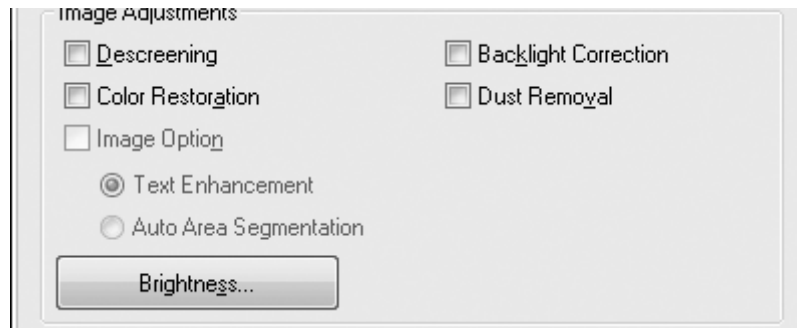 Image Adjustments
Descreening
Backlight Correction
Color Restoration
Dust Removal
Image Option
Text Enhancement
Auto Area Segmentation
Brightness...